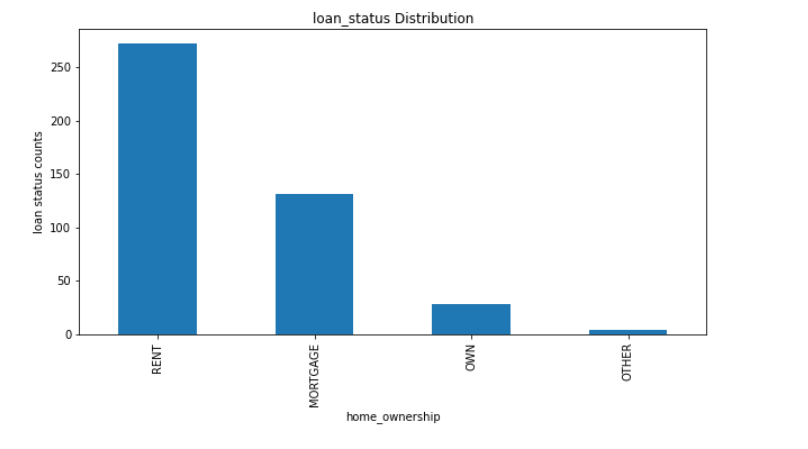 loan_status Distribution
loan status counts
250
200
150
100
50
0
RENT
MORTGAGE
OWN
OTHER
home_ownership